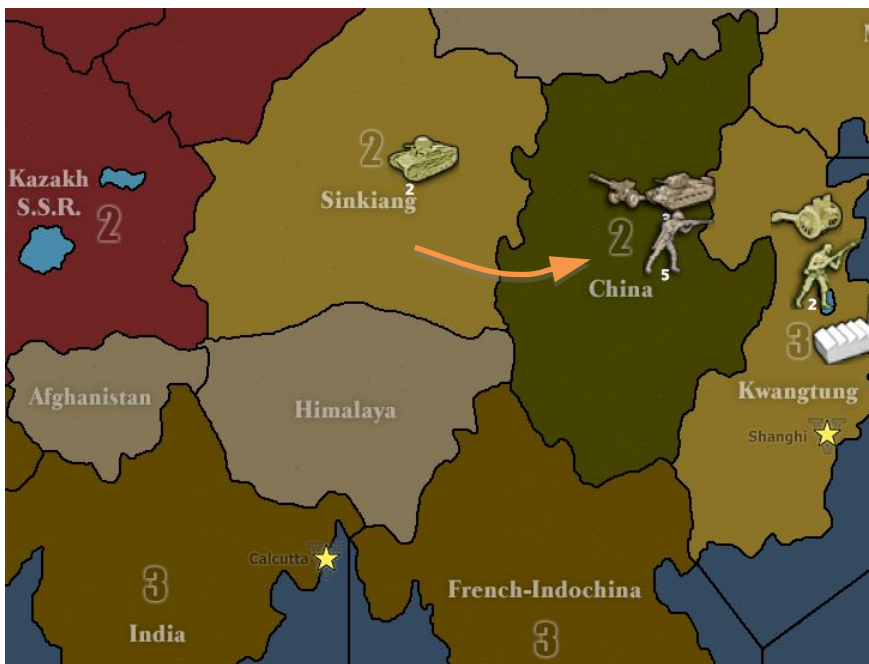 2
2
Sinkiang
Kazakh
S.S.R.
2
2
5
China
2
3
Kwangtung
Shanghi
Afghanistan
Himalaya
Calcutta
3
India
French-Indochina
3